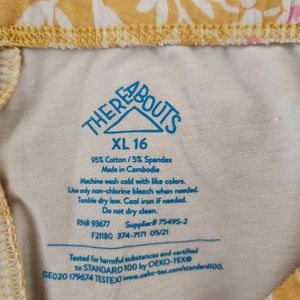 THEREABOUTS
XL 16
95% Cotton / 5% Spandex
Made in Cambodia
Machine wash cold with like colors.
Use only non-chlorine bleach when needed.
Tumble dry low. Cool iron if needed.
Do not dry clean.
RN# 93677 Supplier# 75495-2
F21180 374-7171 05/21
Tested for harmful substances and certified
to STANDARD 100 by OEKO-TEX®
(SEO20 179674 TESTEX) www.oeko-tex.com/standard100.